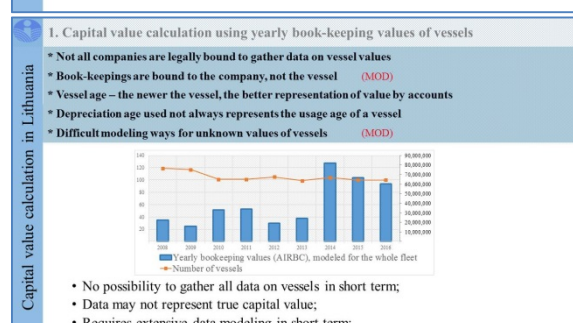 1. Capital value calculation using yearly book-keeping values of vessels
* Not all companies are legally bound to gather data on vessel values
* Book-keepings are bound to the company, not the vessel (MOD)
* Vessel age – the newer the vessel, the better representation of value by accounts
* Depreciation age used not always represents the usage age of a vessel
* Difficult modeling ways for unknown values of vessels (MOD)
Capital value calculation in Lithuania
140 90,000,000
120 80,000,000
100 70,000,000
80 60,000,000
60 50,000,000
40 40,000,000
20 30,000,000
20,000,000
10,000,000
2008 2009 2010 2011 2012 2013 2014 2015 2016
Yearly bookeeping values (AIRBC), modeled for the whole fleet
Number of vessels
• No possibility to gather all data on vessels in short term;
• Data may not represent true capital value;
• Requires extensive data modeling in short term;